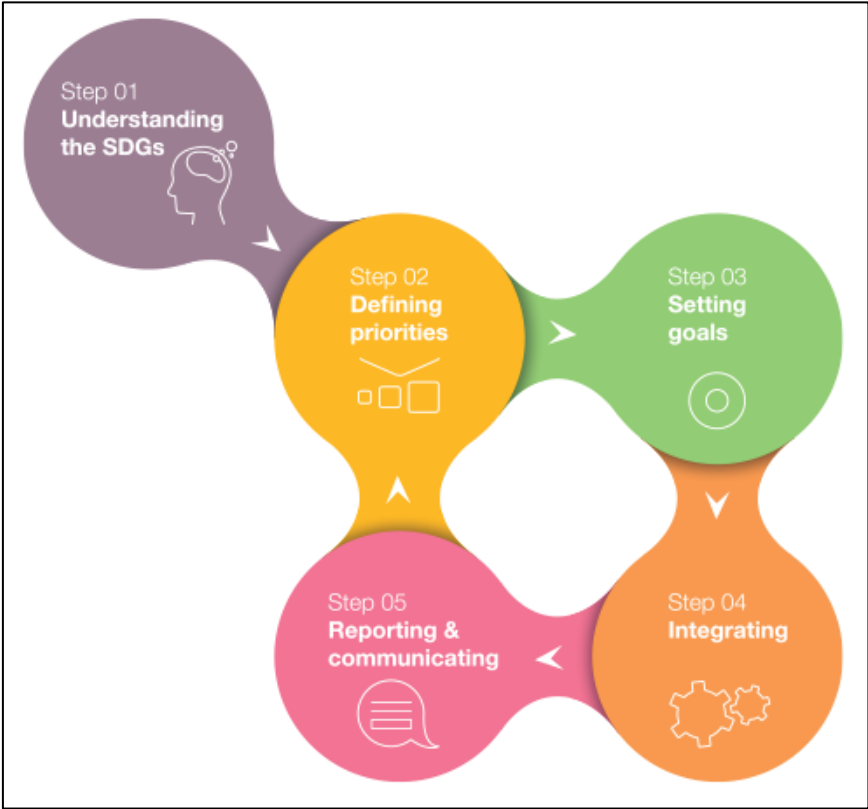 Step 01
Understanding
the SDGs
Step 02
Defining
priorities
Step 03
Setting
goals
Step 04
Integrating
Step 05
Reporting &
communicating